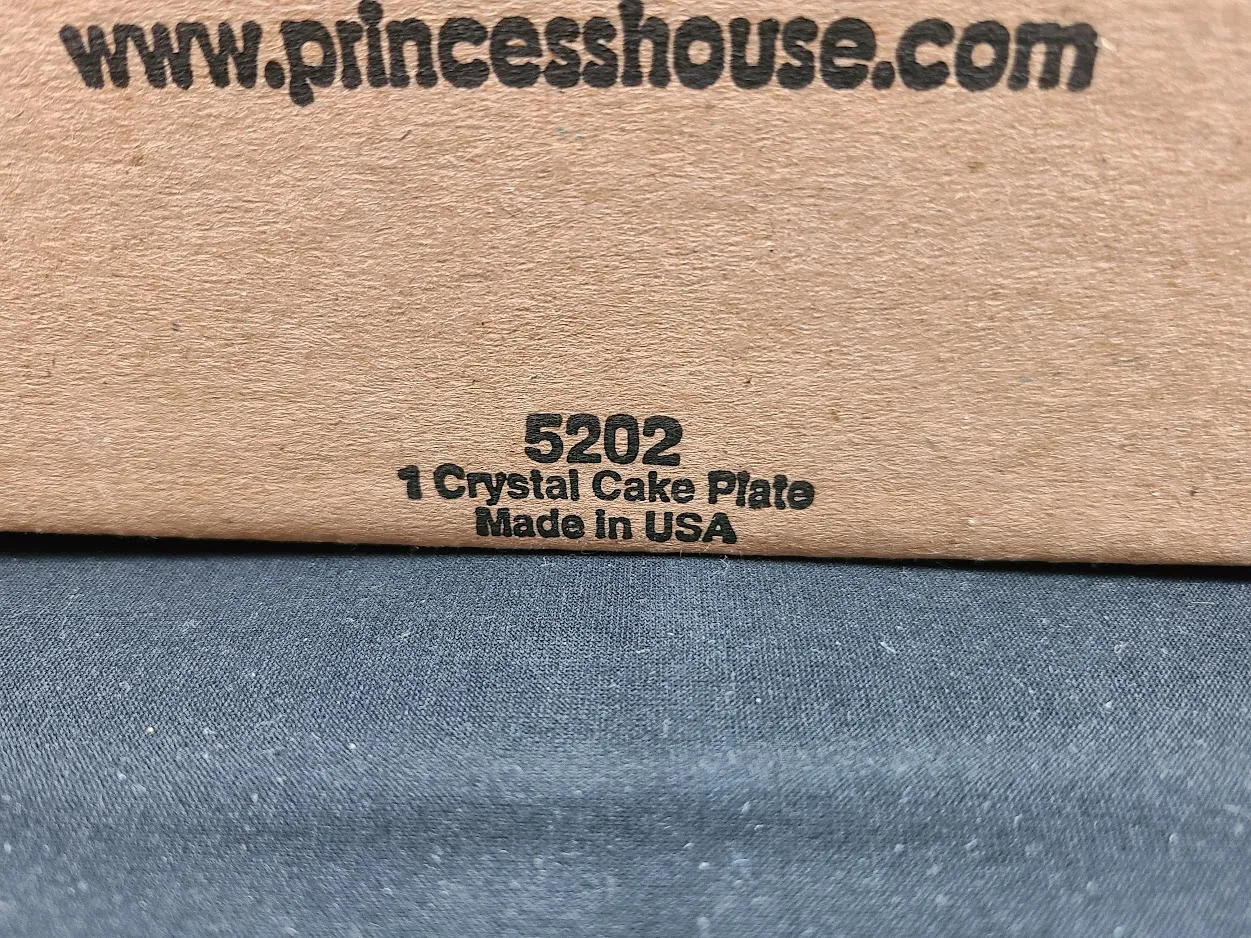 www.princesshouse.com
5202
1 Crystal Cake Plate
Made in USA